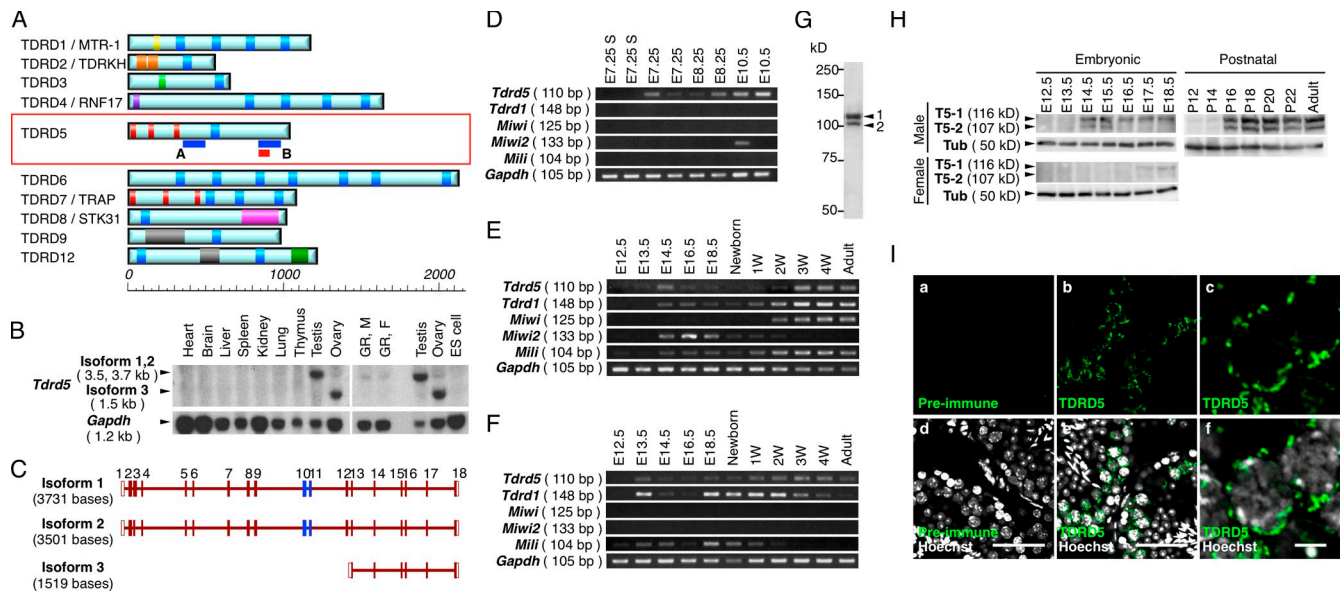 A
TDRD1 / MTR-1
TDRD2 / TDRKH
TDRD3
TDRD4 / RNF17
TDRD5
A B
TDRD6
TDRD7 / TRAP
TDRD8 / STK31
TDRD9
TDRD12
0 1000 2000
B
Heart Brain Liver Spleen Kidney Lung Thymus Testis Ovary GR, M GR, F Testis Ovary ES cell
Isoform 1,2
(3.5, 3.7 kb)
Tdrd5
Isoform 3
( 1.5 kb)
Gapdh
( 1.2 kb)
C
1 2 3 4 5 6 7 8 9 10 11 12 13 14 15 16 17 18
Isoform 1
(3731 bases)
Isoform 2
(3501 bases)
Isoform 3
(1519 bases)
D
E7.25 S E7.25 S E7.25 E7.25 E8.25 E8.25 E10.5 E10.5
Tdrd5 ( 110 bp )
Tdrd1 ( 148 bp )
Miwi ( 125 bp )
Miwi2 ( 133 bp )
Mili ( 104 bp )
Gapdh ( 105 bp )
E
E12.5 E13.5 E14.5 E16.5 E18.5 Newborn 1W 2W 3W 4W Adult
Tdrd5 ( 110 bp )
Tdrd1 ( 148 bp )
Miwi ( 125 bp )
Miwi2 ( 133 bp )
Mili ( 104 bp )
Gapdh ( 105 bp )
F
E12.5 E13.5 E14.5 E16.5 E18.5 Newborn 1W 2W 3W 4W Adult
Tdrd5 ( 110 bp )
Tdrd1 ( 148 bp )
Miwi ( 125 bp )
Miwi2 ( 133 bp )
Mili ( 104 bp )
Gapdh ( 105 bp )
G
kD
250
150
1
100
2
75
50
H
Embryonic Postnatal
E12.5 E13.5 E14.5 E15.5 E16.5 E17.5 E18.5 P12 P14 P16 P18 P20 P22 Adult
Male
T5-1 (116 kD)
T5-2 (107 kD)
Tub ( 50 kD)
Female
T5-1 (116 kD)
T5-2 (107 kD)
Tub ( 50 kD)
I
a b c
Pre-immune TDRD5 TDRD5
d e f
Pre-immune TDRD5 TDRD5
Hoechst Hoechst Hoechst